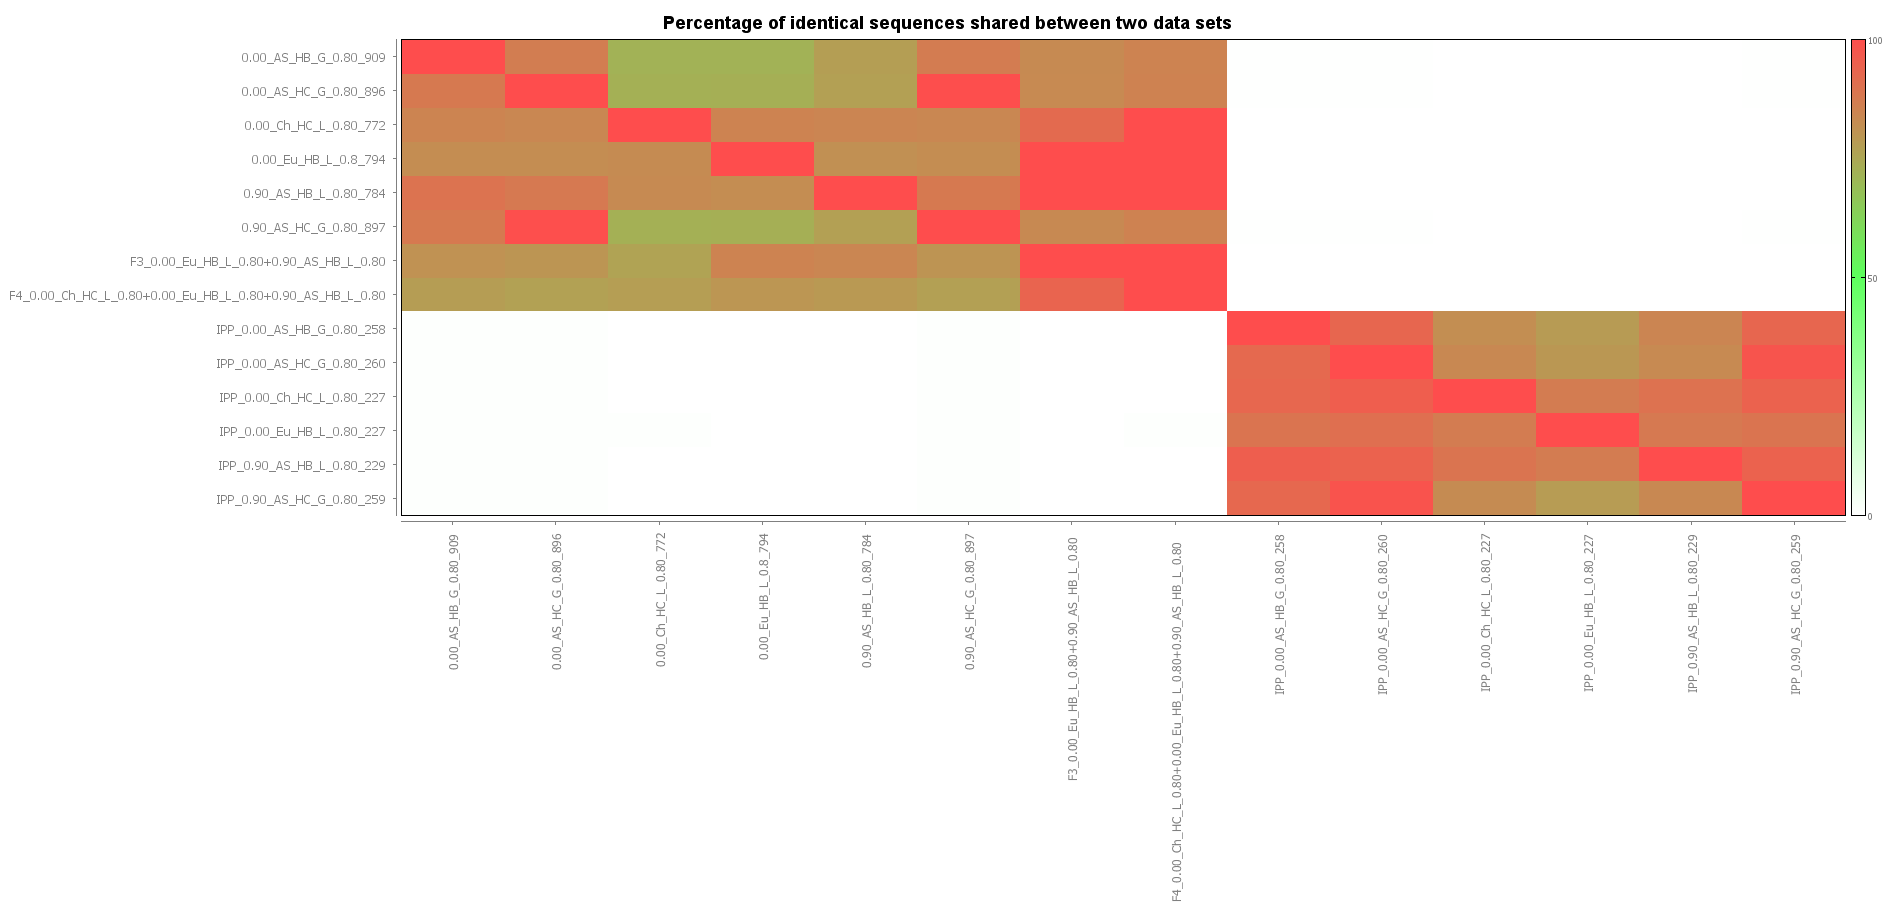 Percentage of identical sequences shared between two data sets
0.00_AS_HB_G_0.80_909
0.00_AS_HC_G_0.80_896
0.00_Ch_HC_L_0.80_772
0.00_Eu_HB_L_0.8_794
0.90_AS_HB_L_0.80_784
0.90_AS_HC_G_0.80_897
F3_0.00_Eu_HB_L_0.80+0.90_AS_HB_L_0.80
F4_0.00_Ch_HC_L_0.80+0.00_Eu_HB_L_0.80+0.90_AS_HB_L_0.80
IPP_0.00_AS_HB_G_0.80_258
IPP_0.00_AS_HC_G_0.80_260
IPP_0.00_Ch_HC_L_0.80_227
IPP_0.00_Eu_HB_L_0.80_227
IPP_0.90_AS_HB_L_0.80_229
IPP_0.90_AS_HC_G_0.80_259
100
50
0
0.00_AS_HB_G_0.80_909
0.00_AS_HC_G_0.80_896
0.00_Ch_HC_L_0.80_772
0.00_Eu_HB_L_0.8_794
0.90_AS_HB_L_0.80_784
0.90_AS_HC_G_0.80_897
F3_0.00_Eu_HB_L_0.80+0.90_AS_HB_L_0.80
F4_0.00_Ch_HC_L_0.80+0.00_Eu_HB_L_0.80+0.90_AS_HB_L_0.80
IPP_0.00_AS_HB_G_0.80_258
IPP_0.00_AS_HC_G_0.80_260
IPP_0.00_Ch_HC_L_0.80_227
IPP_0.00_Eu_HB_L_0.80_227
IPP_0.90_AS_HB_L_0.80_229
IPP_0.90_AS_HC_G_0.80_259